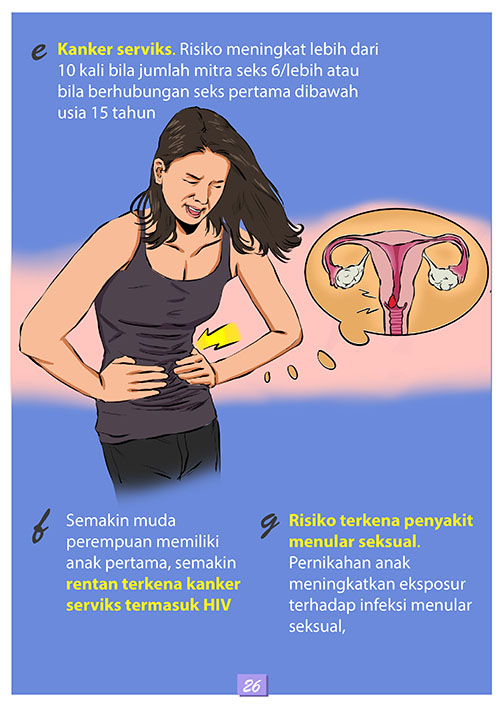 e Kanker serviks. Risiko meningkat lebih dari
10 kali bila jumlah mitra seks 6/lebih atau
bila berhubungan seks pertama dibawah
usia 15 tahun
f Semakin muda
perempuan memiliki
anak pertama, semakin
rentan terkena kanker
serviks termasuk HIV
g Risiko terkena penyakit
menular seksual.
Pernikahan anak
meningkatkan eksposur
terhadap infeksi menular
seksual,
26